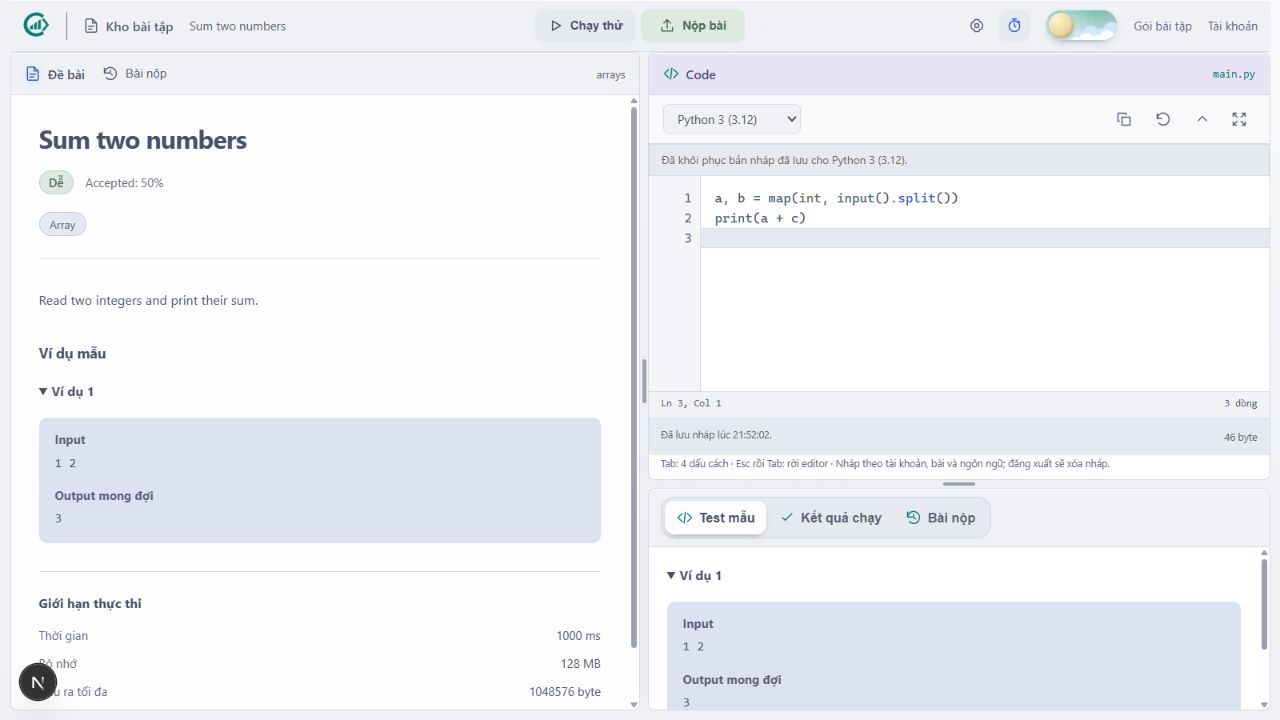 Kho bài tập
Sum two numbers
Chạy thử
Nộp bài
Gói bài tập
Tài khoản
Đề bài
Bài nộp
arrays
Sum two numbers
Dễ
Accepted: 50%
Array
Read two integers and print their sum.
Ví dụ mẫu
Ví dụ 1
Input
1 2
Output mong đợi
3
Giới hạn thực thi
Thời gian
1000 ms
nhớ
128 MB
ra tối đa
1048576 byte
N
Code
main.py
Python 3 (3.12)
Đã khôi phục bản nháp đã lưu cho Python 3 (3.12).
1 a, b = map(int, input().split())
2 print(a + c)
3
Ln 3, Col 1
3 dòng
Đã lưu nháp lúc 21:52:02.
46 byte
Tab: 4 dấu cách · Esc rồi Tab: rời editor · Nháp theo tài khoản, bài và ngôn ngữ; đăng xuất sẽ xóa nháp.
Test mẫu
Kết quả chạy
Bài nộp
Ví dụ 1
Input
1 2
Output mong đợi
3